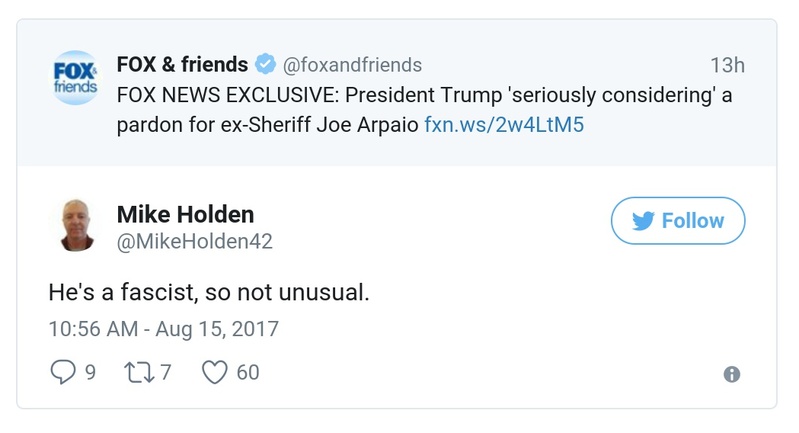 FOX & friends @foxandfriends 13h
FOX& friends
FOX NEWS EXCLUSIVE: President Trump 'seriously considering' a
pardon for ex-Sheriff Joe Arpaio fxn.ws/2w4LtM5
Mike Holden
@MikeHolden42
Follow
He's a fascist, so not unusual.
10:56 AM - Aug 15, 2017
9 7 60